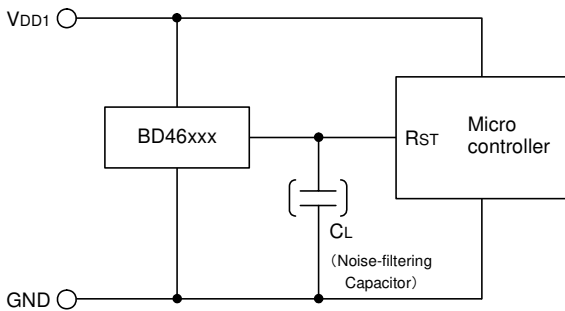 VDD1
BD46xxx
RST
Micro
controller
CL
（Noise-filtering
Capacitor）
GND